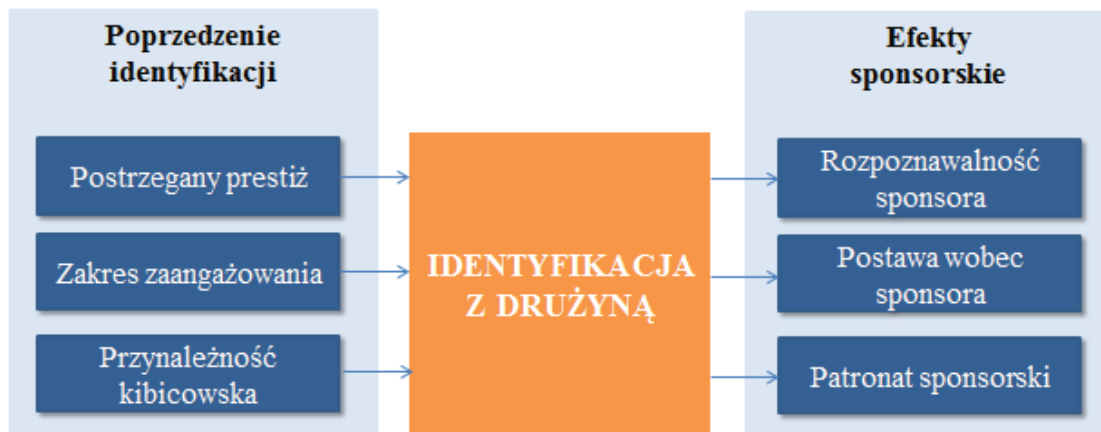 Poprzedzenie
identyfikacji
Postrzegany prestiż
Zakres zaangażowania
Przynależność
kibicowska
IDENTYFIKACJA
Z DRUŻYNĄ
Efekty
sponsorskie
Rozpoznawalność
sponsora
Postawa wobec
sponsora
Patronat sponsorski